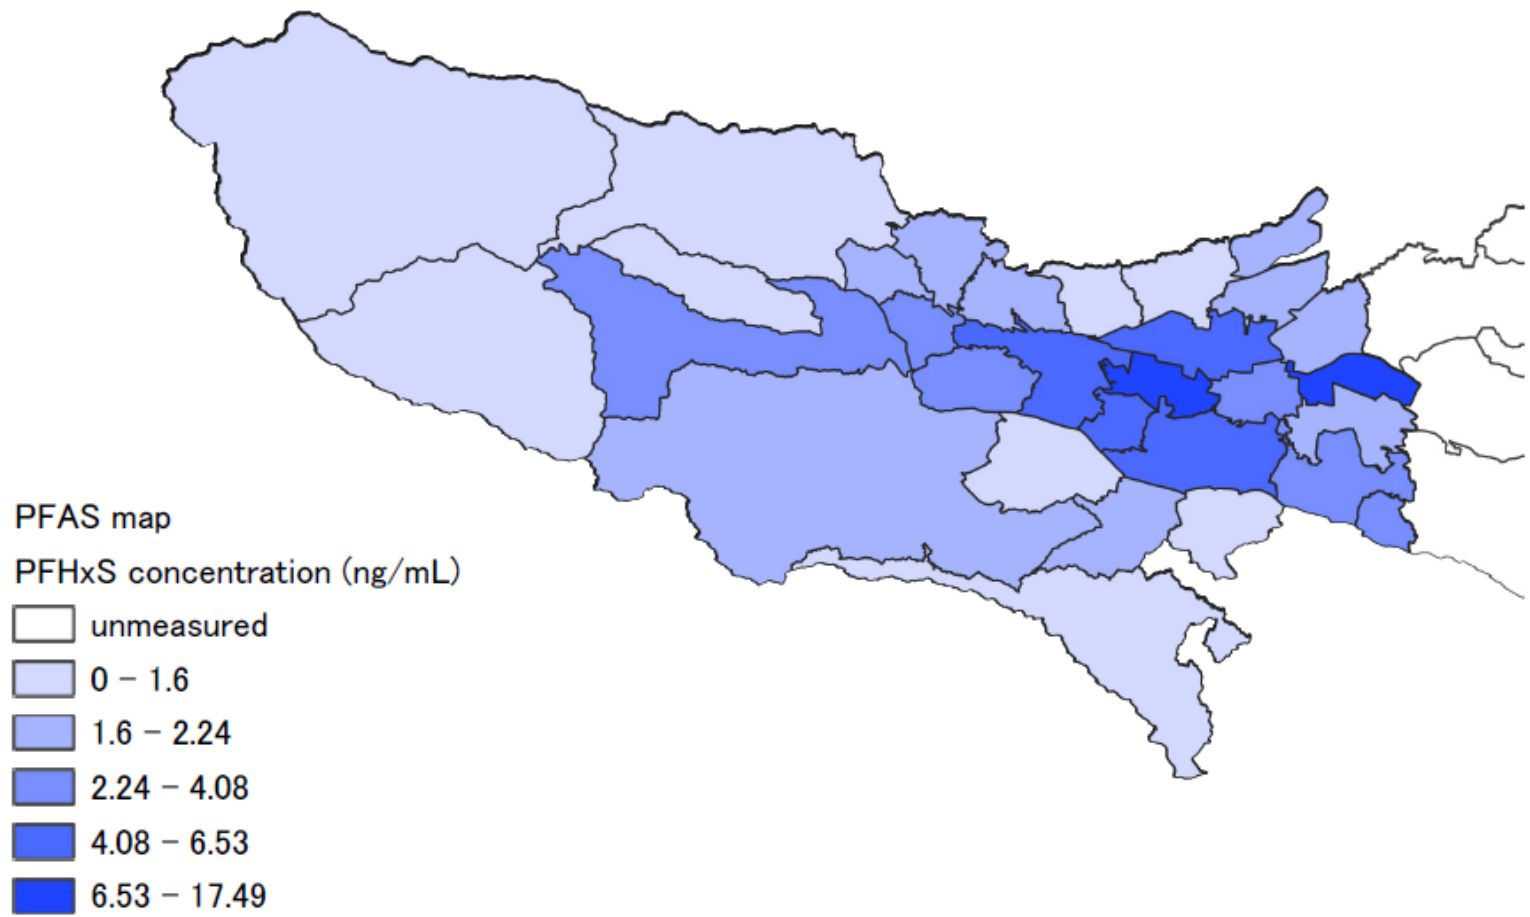 PFAS map
PFHxS concentration (ng/mL)
unmeasured
0 – 1.6
1.6 – 2.24
2.24 – 4.08
4.08 – 6.53
6.53 – 17.49